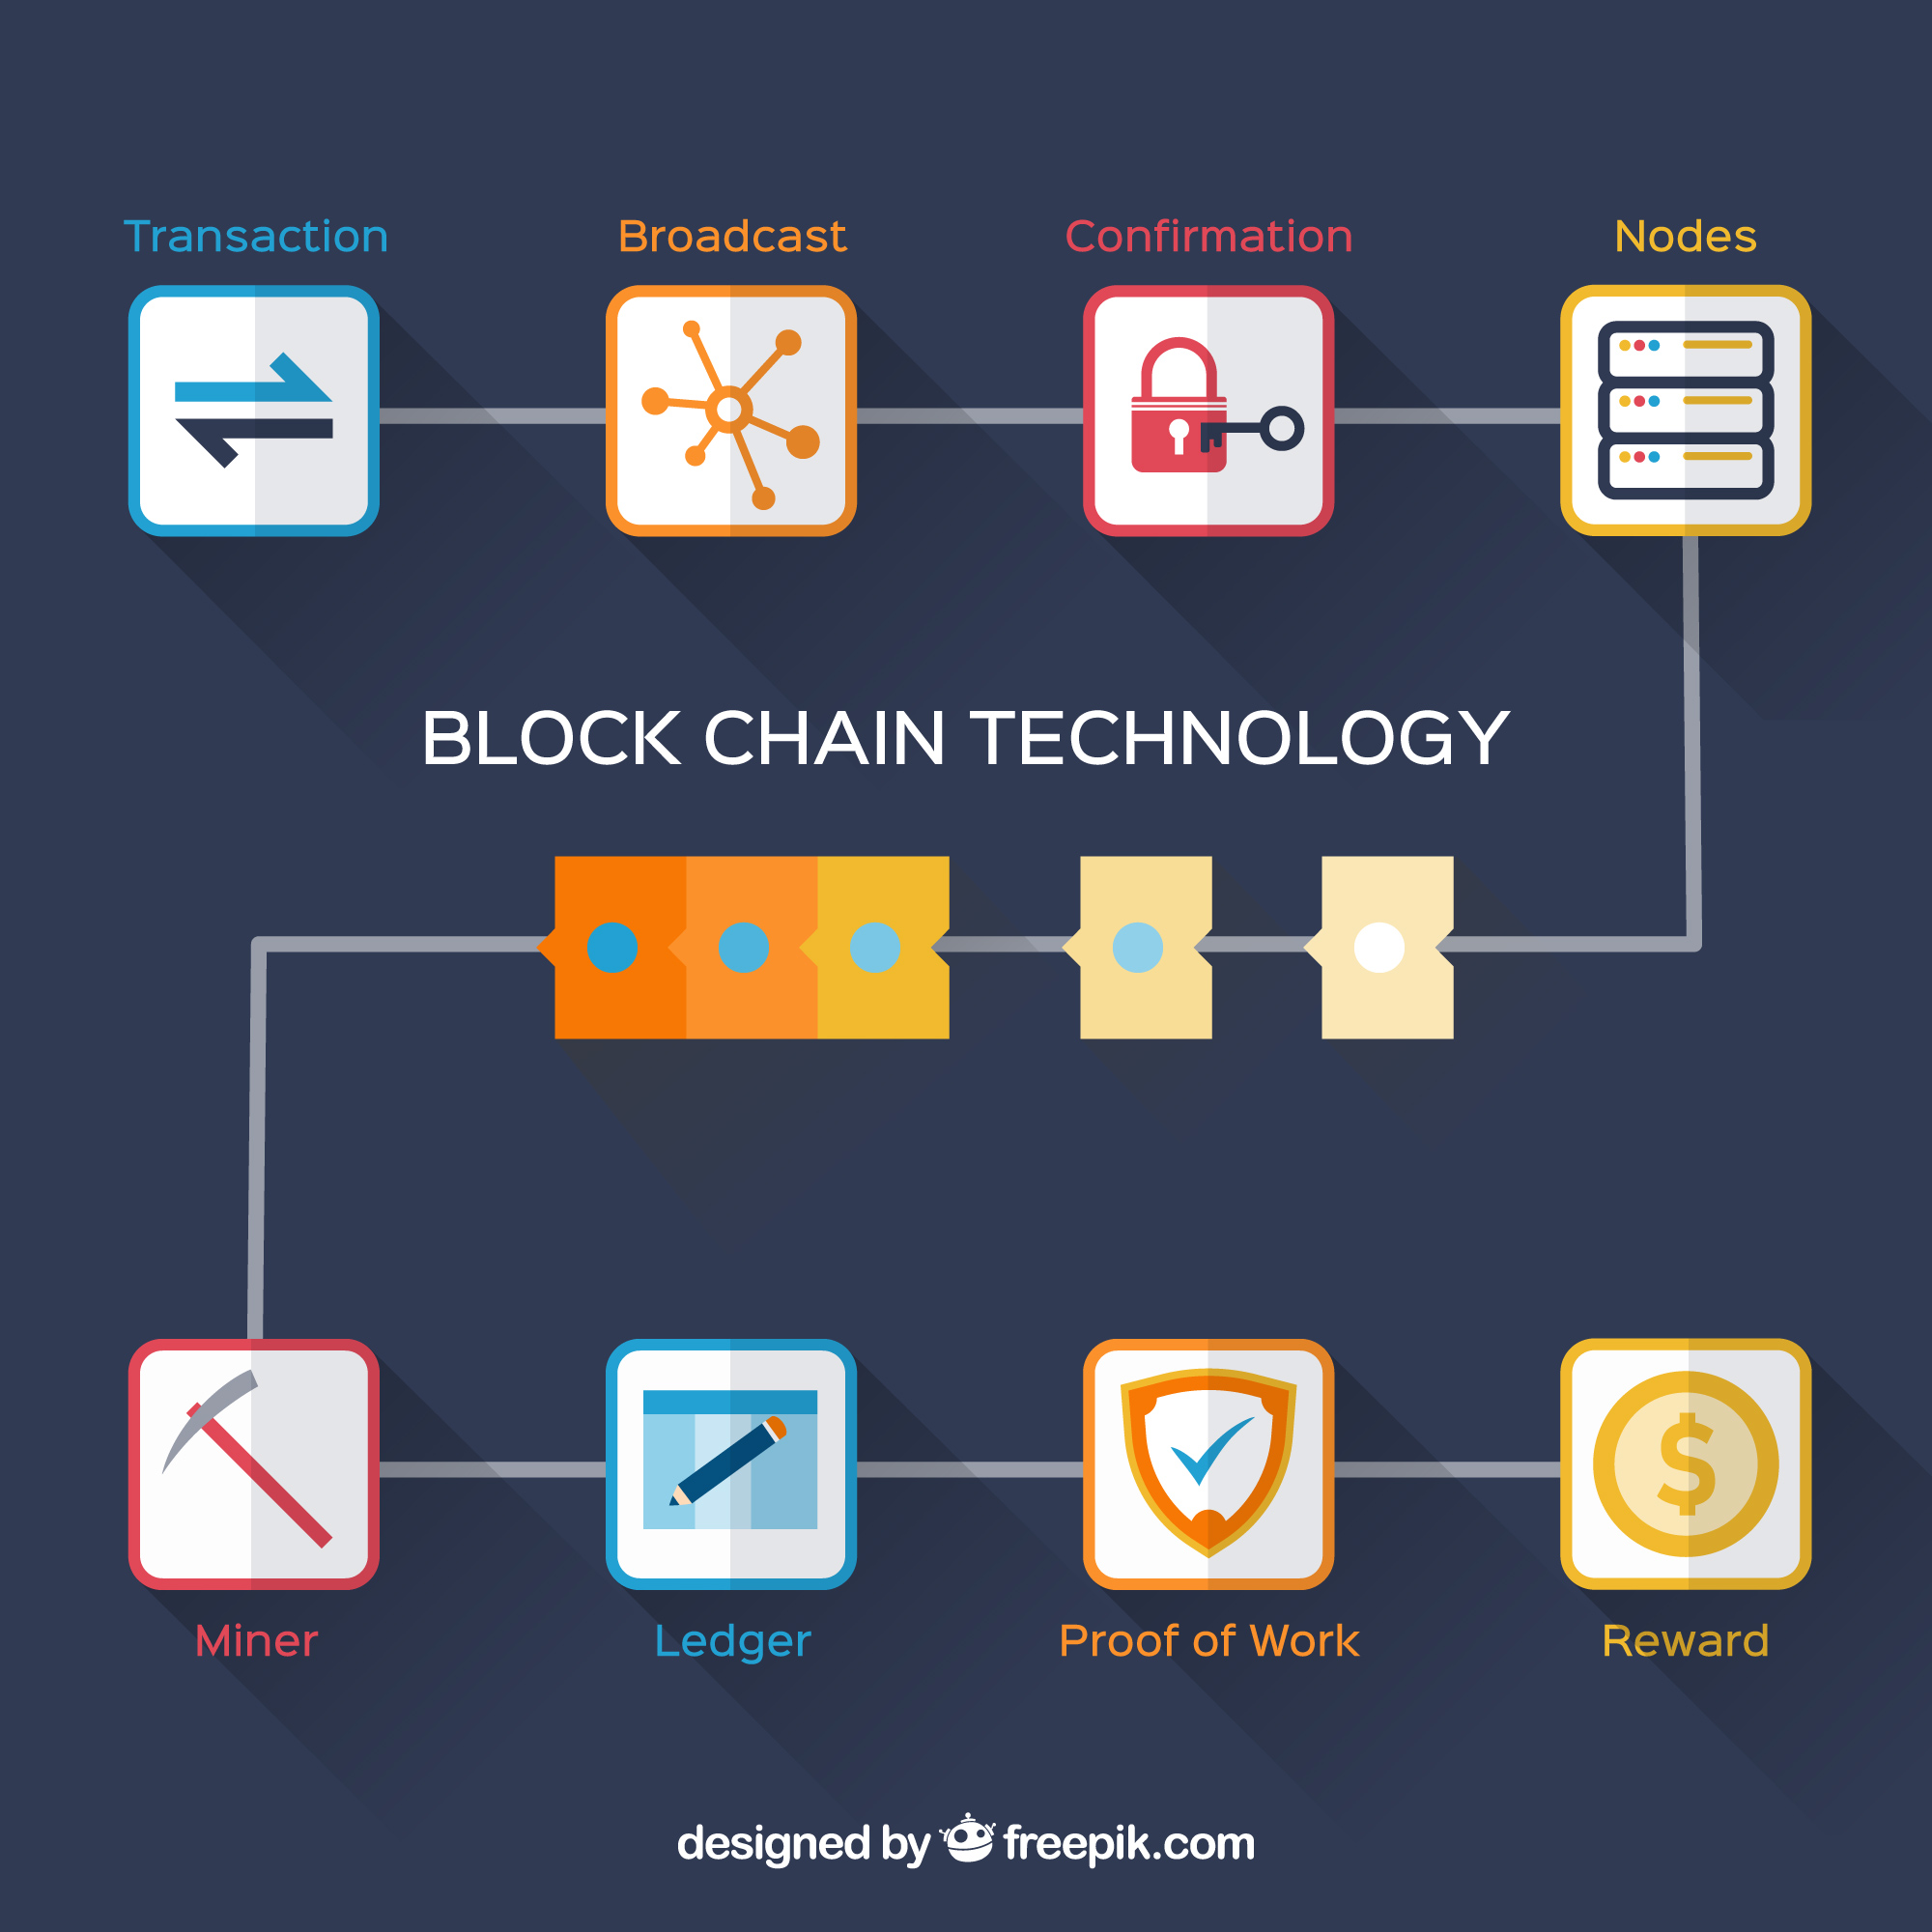 Transaction
Broadcast
Confirmation
Nodes
BLOCK CHAIN TECHNOLOGY
Miner
Ledger
Proof of Work
Reward
designed by freepik.com